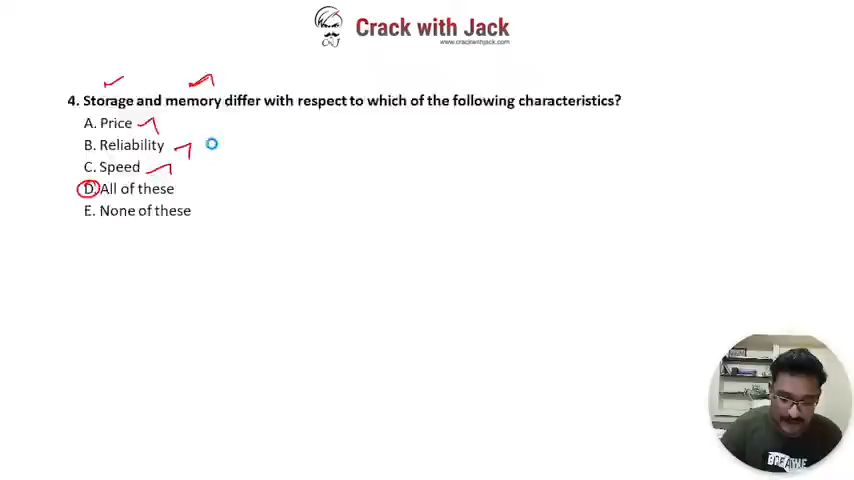 Crack with Jack
www.crackwithjack.com
4. Storage and memory differ with respect to which of the following characteristics?
A. Price
B. Reliability
C. Speed
D. All of these
E. None of these
BREATHE